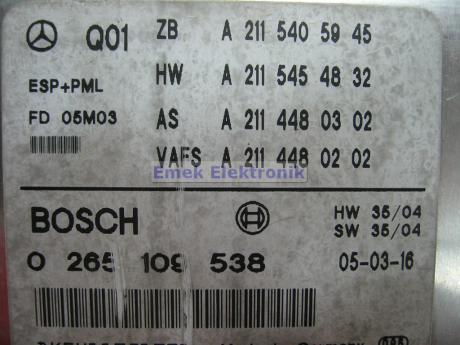 Q01 ZB A 211 540 59 45
HW A 211 545 48 32
ESP+PML
FD 05M03 AS A 211 448 03 02
VAFS A 211 448 02 02
Emek Elektronik
BOSCH HW 35/04
SW 35/04
0 265 109 538 05-03-16